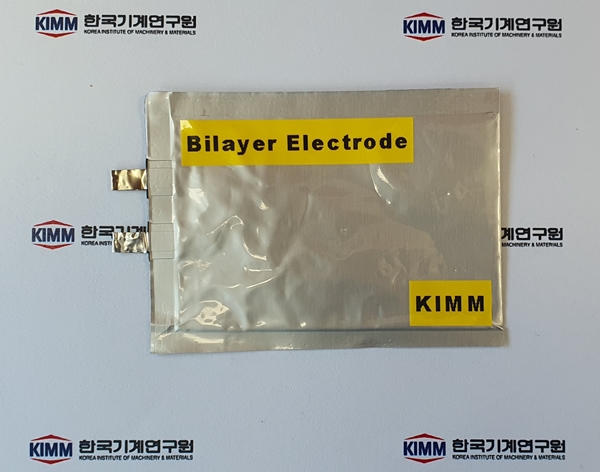 KIMM 한국기계연구원
KOREA INSTITUTE OF MACHINERY & MATERIALS
KIMM 한국기계연구원
KOREA INSTITUTE OF MACHINERY & MATERIALS
Bilayer Electrode
KIMM 한국기
KOREA INSTIT
계연구원
OF MACHINERY & MATERIALS
KIMM
KIMM 한국기계연구원
KOREA INSTITUTE OF MACHINERY & MATERIALS
KIMM 한국기계연구원
KOREA INSTITUTE OF MACHINERY & MATERIALS